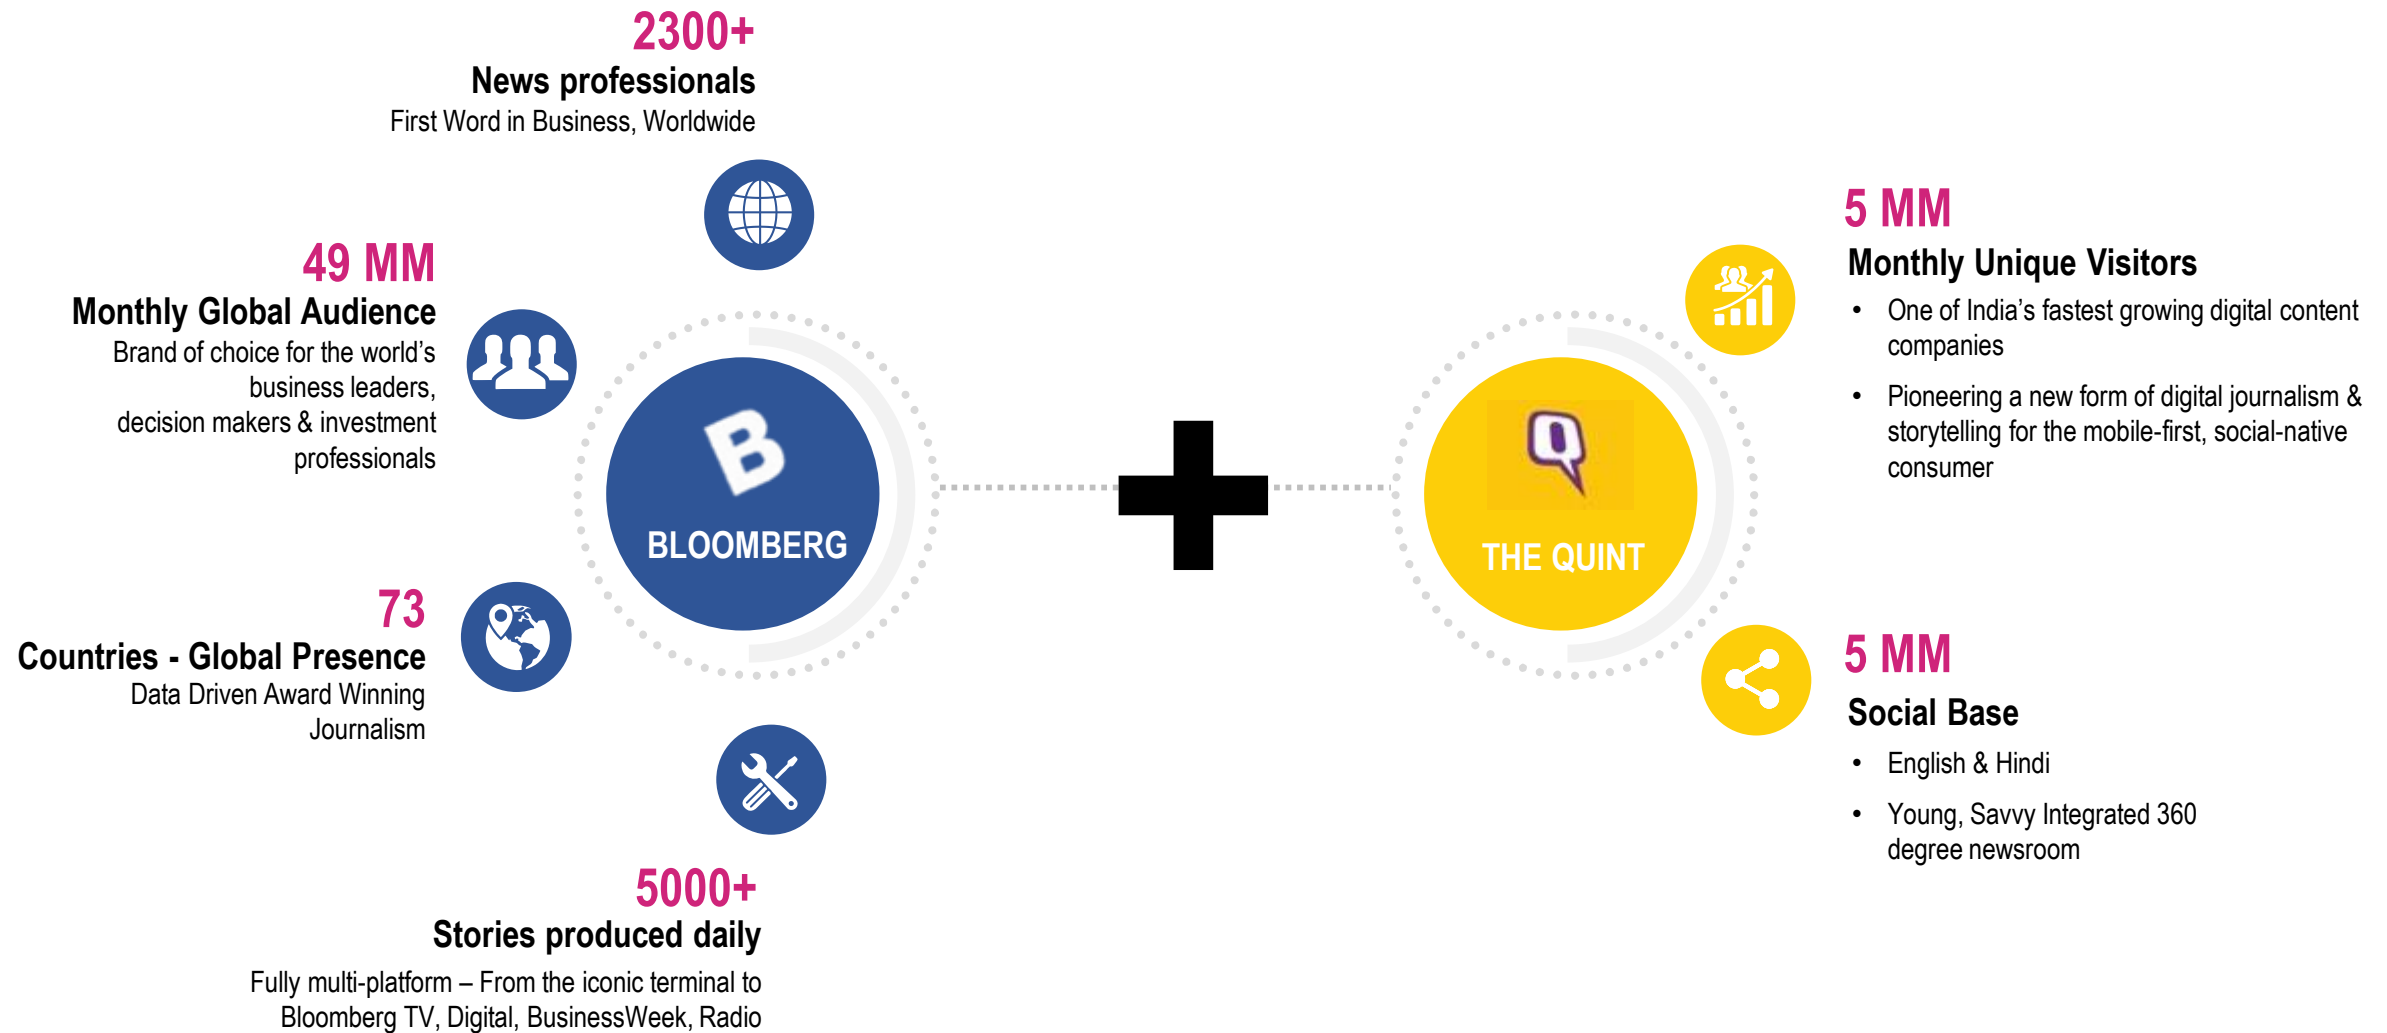 2300+
News professionals
First Word in Business, Worldwide
49 MM
Monthly Global Audience
Brand of choice for the world's
business leaders,
decision makers & investment
professionals
B
BLOOMBERG
73
Countries - Global Presence
Data Driven Award Winning
Journalism
5000+
Stories produced daily
Fully multi-platform – From the iconic terminal to
Bloomberg TV, Digital, BusinessWeek, Radio
Q
THE QUINT
5 MM
Monthly Unique Visitors
• One of India's fastest growing digital content
companies
• Pioneering a new form of digital journalism &
storytelling for the mobile-first, social-native
consumer
5 MM
Social Base
• English & Hindi
• Young, Savvy Integrated 360
degree newsroom